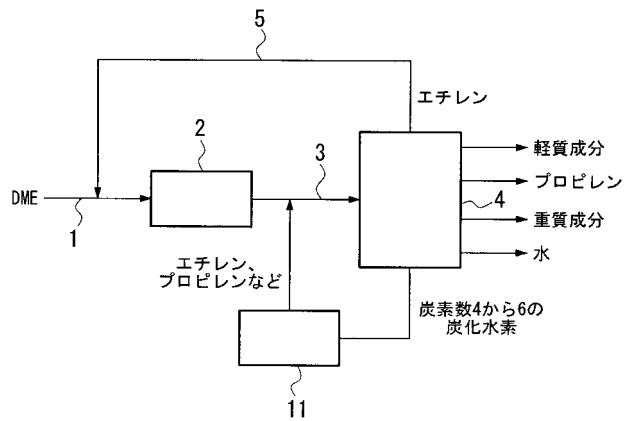 5
エチレン
2
3
軽質成分
DME
プロピレン
4
1
重質成分
水
エチレン、
プロピレンなど
炭素数4から6の
炭化水素
11